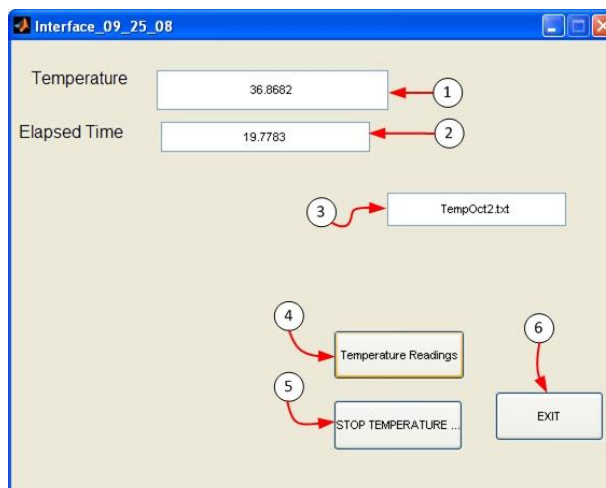 Interface_09_25_08
Temperature
36.8682
1
Elapsed Time
19.7783
2
3
TempOct2.txt
4
Temperature Readings
5
STOP TEMPERATURE ...
6
EXIT